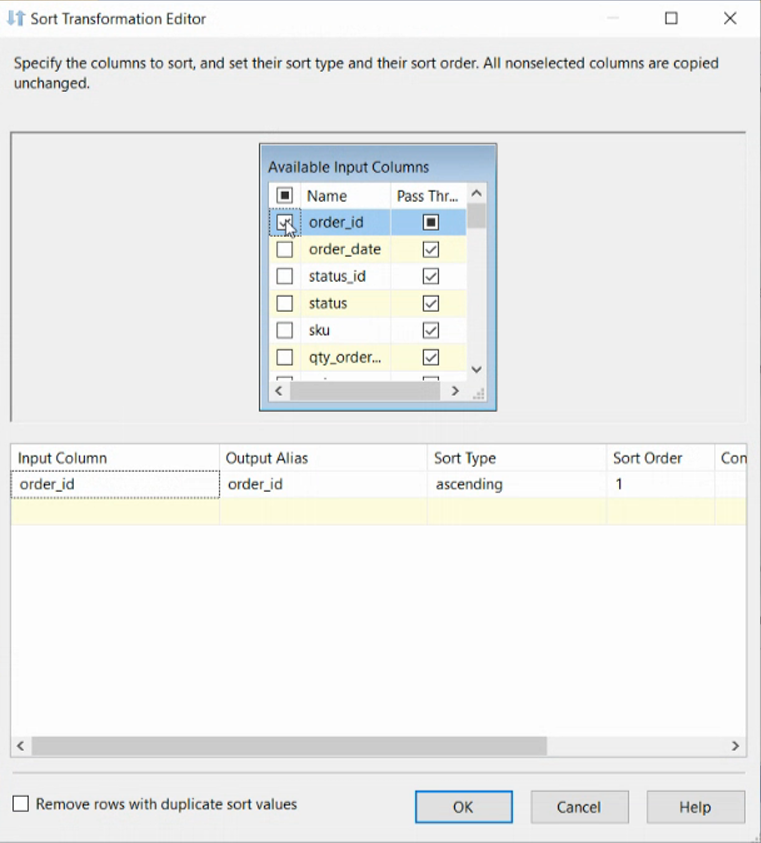 Sort Transformation Editor
Specify the columns to sort, and set their sort type and their sort order. All nonselected columns are copied
unchanged.
Available Input Columns
Name Pass Thr...
order_id
order_date
status_id
status
sku
qty_order...
Input Column Output Alias Sort Type Sort Order Com
order_id order_id ascending 1
Remove rows with duplicate sort values OK Cancel Help